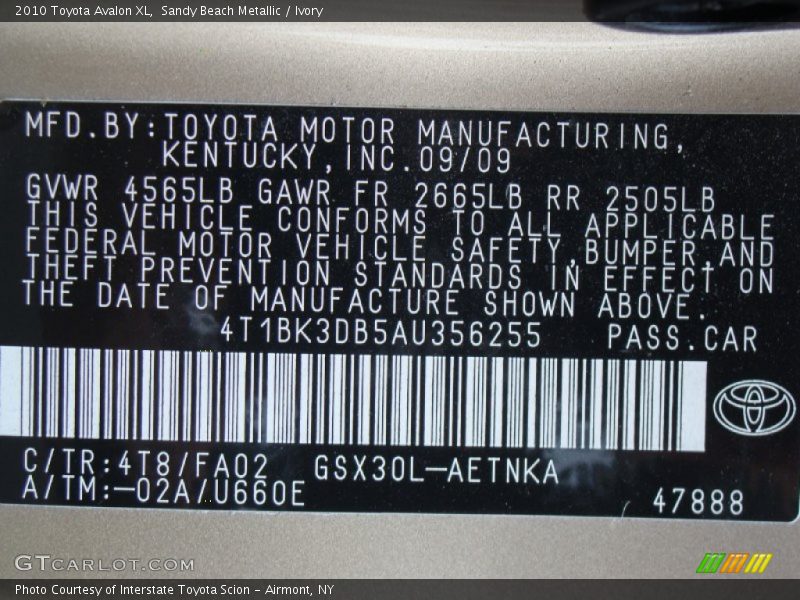 2010 Toyota Avalon XL, Sandy Beach Metallic / Ivory
MFD.BY:TOYOTA MOTOR MANUFACTURING,
KENTUCKY,INC.09/09
GVWR 4565LB GAWR FR 2665LB RR 2505LB
THIS VEHICLE CONFORMS TO ALL APPLICABLE
FEDERAL MOTOR VEHICLE SAFETY,BUMPER,AND
THEFT PREVENTION STANDARDS IN EFFECT ON
THE DATE OF MANUFACTURE SHOWN ABOVE.
4T1BK3DB5AU356255 PASS.CAR
C/TR:4T8/FA02 GSX30L-AETNKA
A/TM:-02A/U660E
47888
GTCARLOT.COM
Photo Courtesy of Interstate Toyota Scion - Airmont, NY